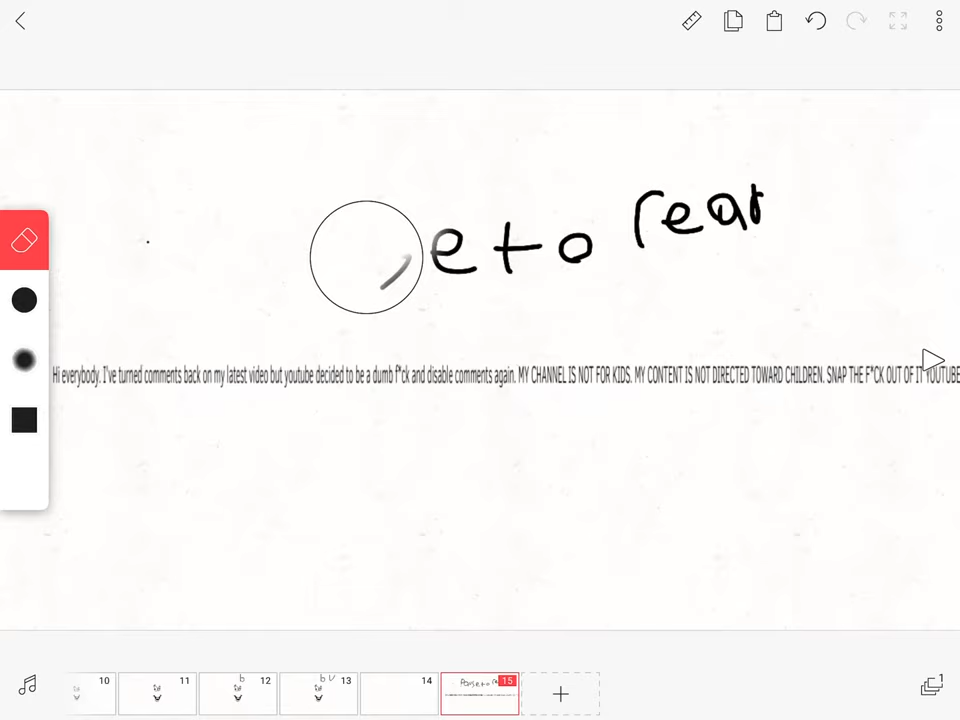 e to rear
Hi everybody. I've turned comments back on my latest video but youtube decided to be a dumb f*ck and disable comments again. MY CHANNEL IS NOT FOR KIDS. MY CONTENT IS NOT DIRECTED TOWARD CHILDREN. SNAP THE F*CK OUT OF IT YOUTUBE
1
10
11
b 12
b v 13
14
15